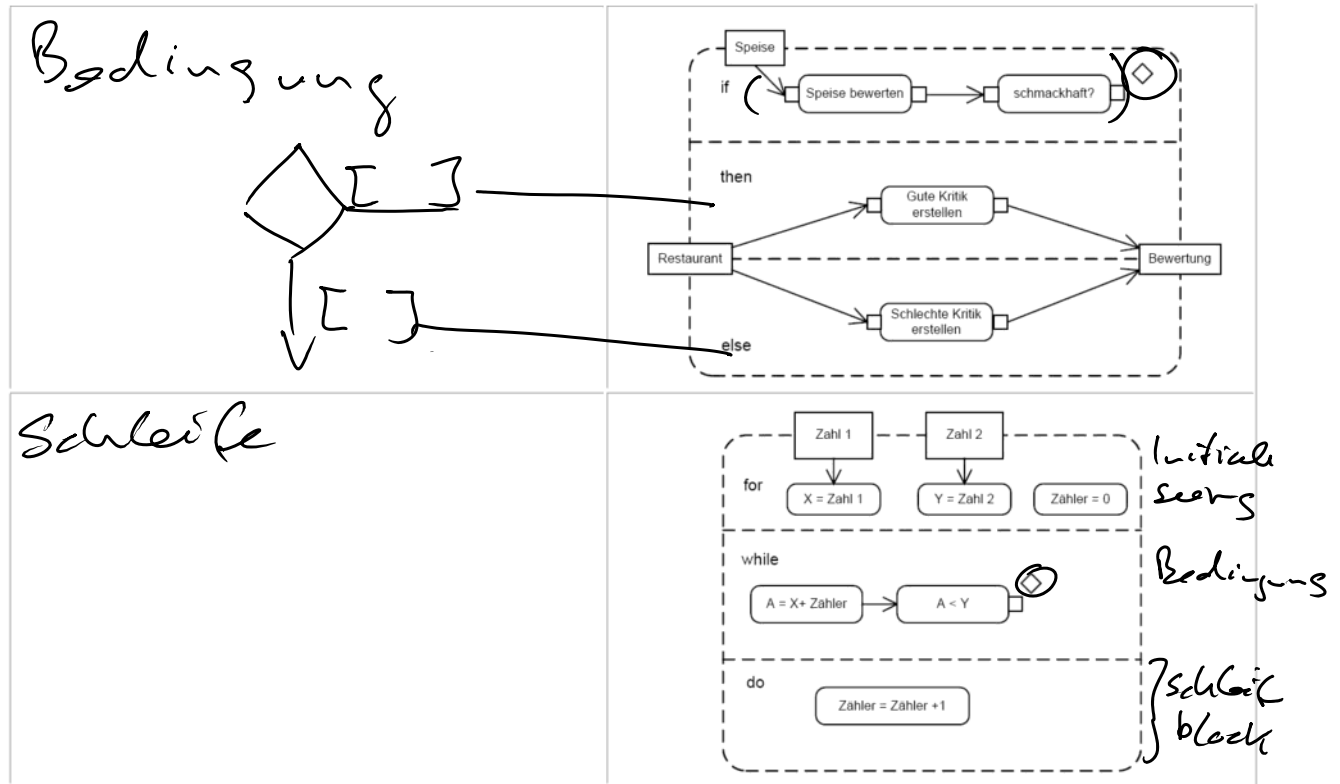 Bedingung
[ ]
[ ]
Speise
if ( Speise bewerten schmackhaft? )
then
Gute Kritik
erstellen
Restaurant
Bewertung
Schlechte Kritik
erstellen
else
Schleife
Zahl 1 Zahl 2
for X = Zahl 1 Y = Zahl 2 Zähler = 0
while
A = X+ Zähler A < Y
Bedingung
do
Zähler = Zähler +1
schleif
block